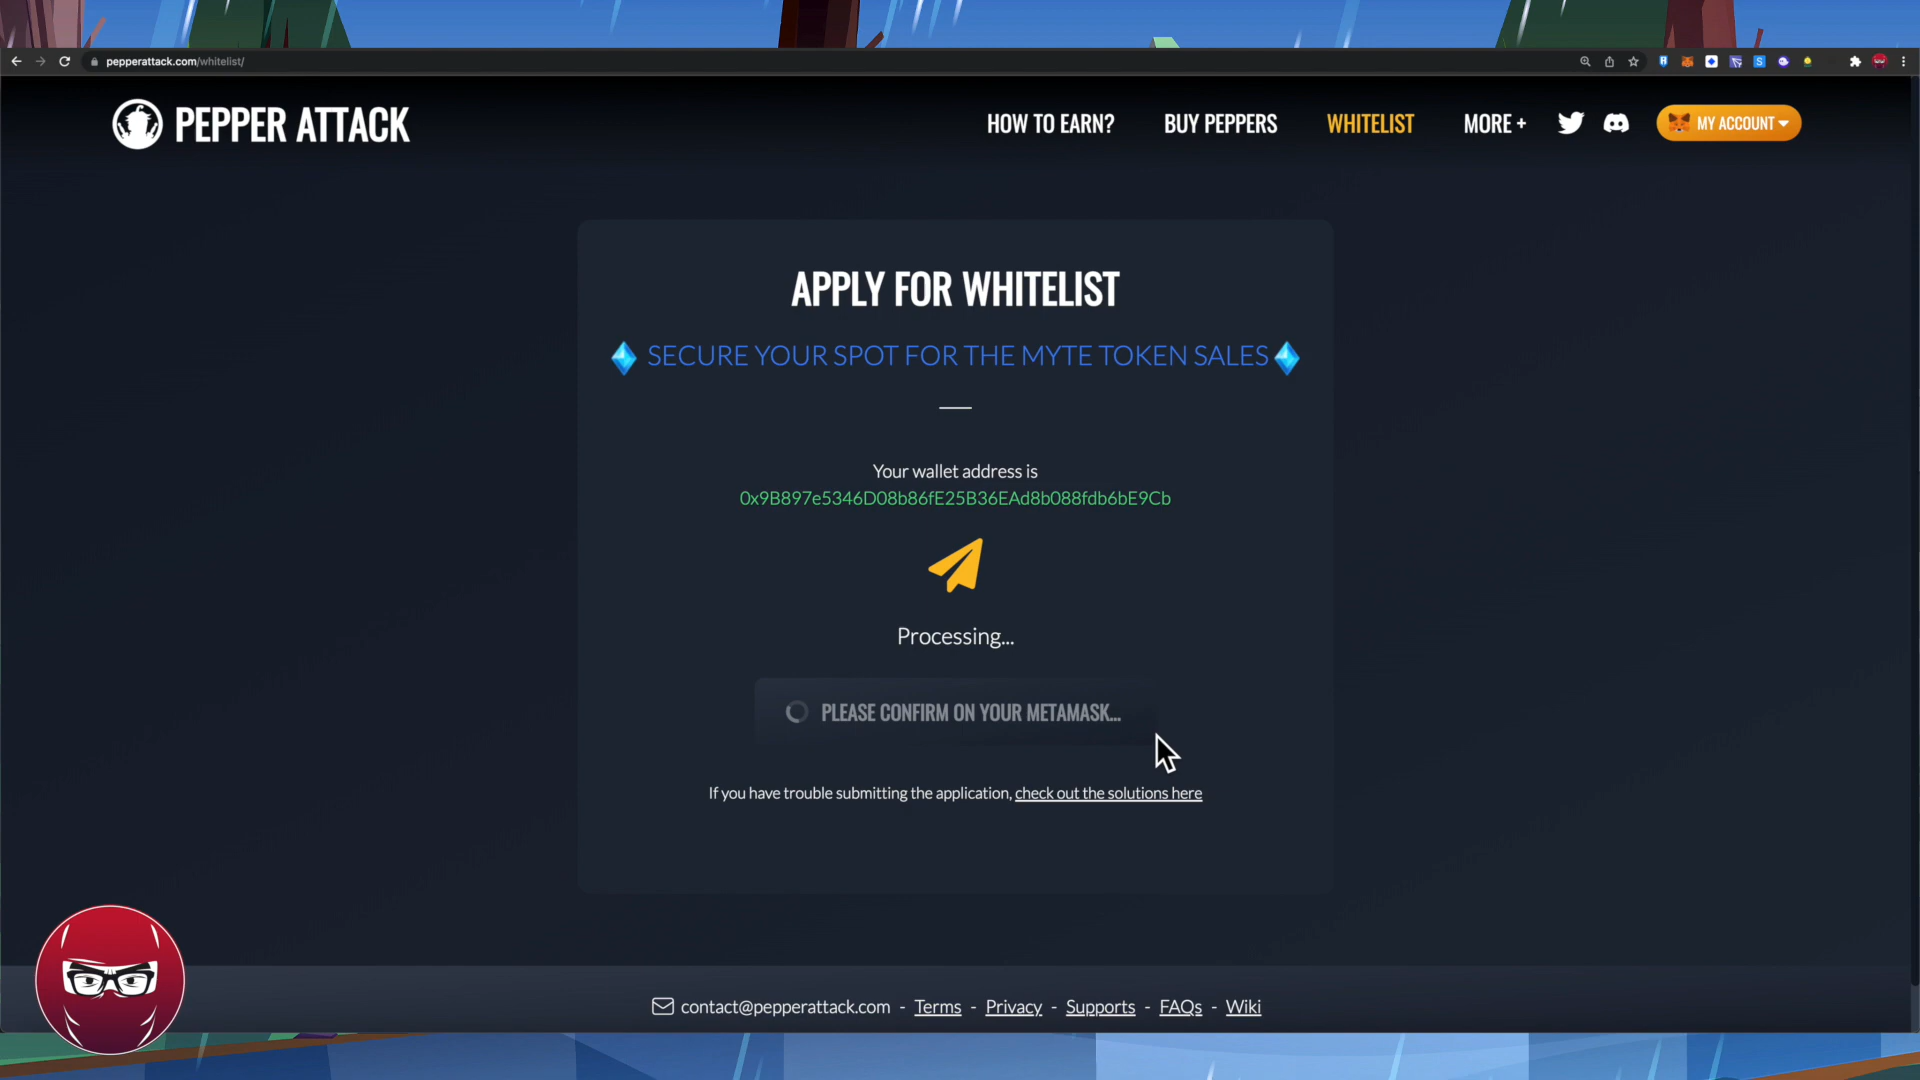 pepperattack.com/whitelist/
PEPPER ATTACK
HOW TO EARN? BUY PEPPERS WHITELIST MORE + MY ACCOUNT
APPLY FOR WHITELIST
SECURE YOUR SPOT FOR THE MYTE TOKEN SALES
Your wallet address is
0x9B897e5346D08b86fE25B36EAd8b088fdb6bE9Cb
Processing...
PLEASE CONFIRM ON YOUR METAMASK...
If you have trouble submitting the application, check out the solutions here
contact@pepperattack.com - Terms - Privacy - Supports - FAQs - Wiki